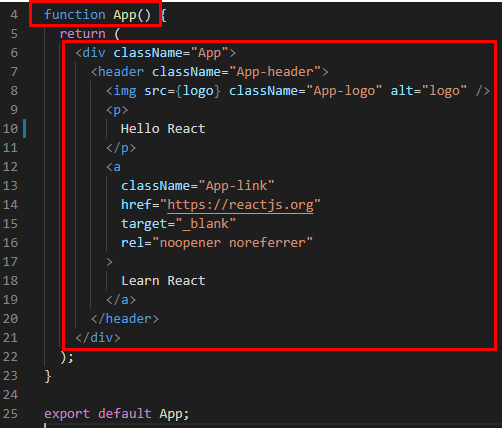 4 function App() {
5 return (
6 <div className="App">
7 <header className="App-header">
8 <img src={logo} className="App-logo" alt="logo" />
9 <p>
10 Hello React
11 </p>
12 <a
13 className="App-link"
14 href="https://reactjs.org"
15 target="_blank"
16 rel="noopener noreferrer"
17 >
18 Learn React
19 </a>
20 </header>
21 </div>
22 );
23 }
24
25 export default App;